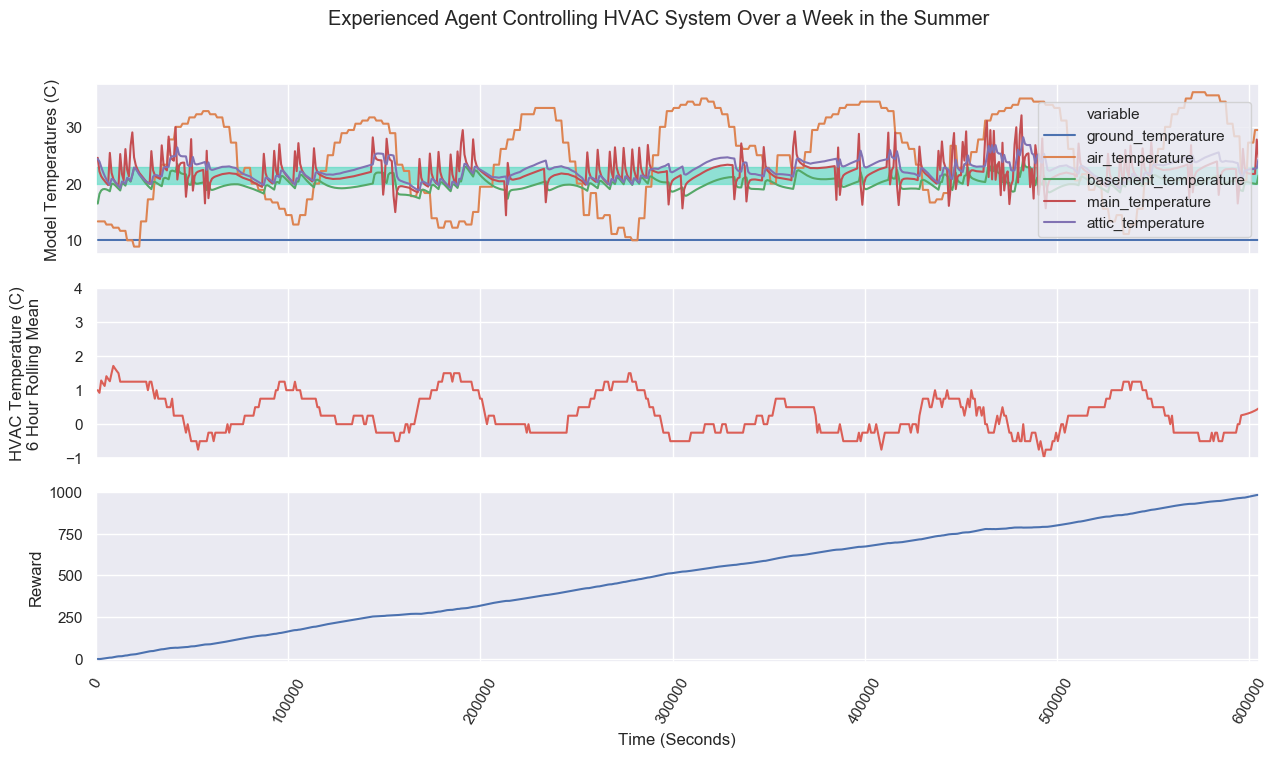 Experienced Agent Controlling HVAC System Over a Week in the Summer
Model Temperatures (C)
30
20
10
variable
ground_temperature
air_temperature
basement_temperature
main_temperature
attic_temperature
HVAC Temperature (C)
6 Hour Rolling Mean
4
3
2
1
0
−1
Reward
1000
750
500
250
0
0
100000
200000
300000
400000
500000
600000
Time (Seconds)